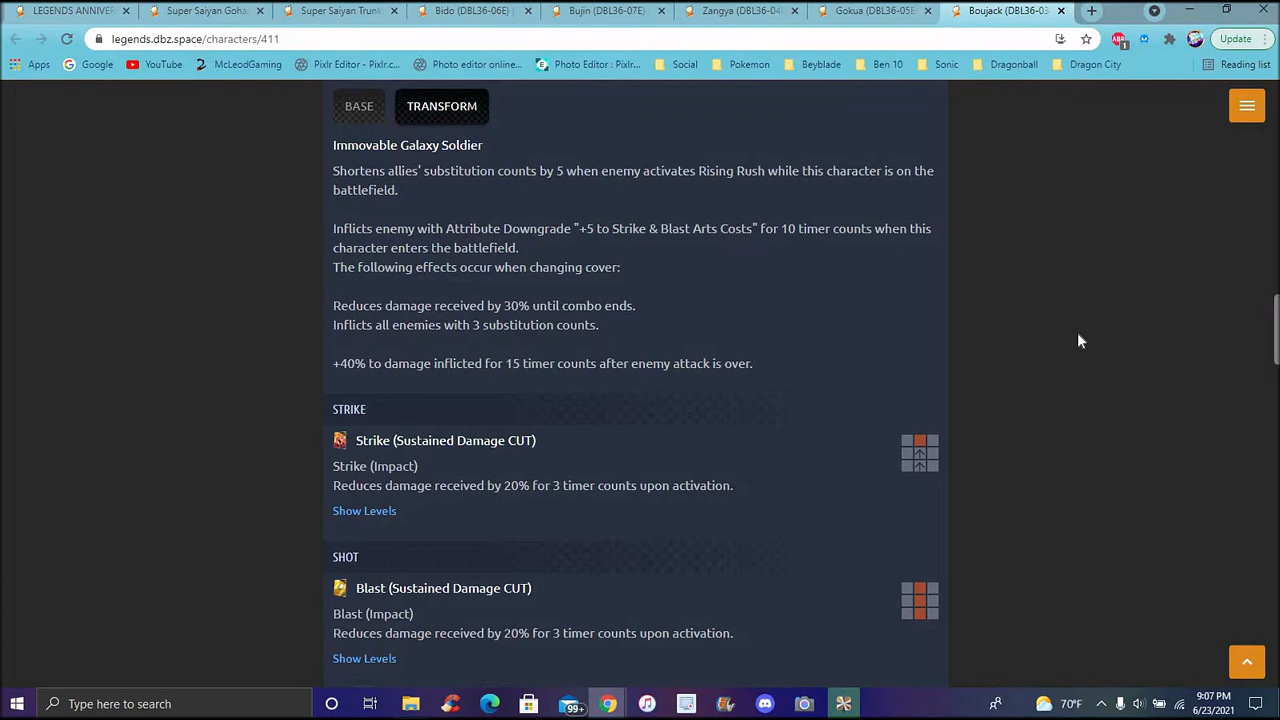 LEGENDS ANNIVER
Super Saiyan Goha
Super Saiyan Trunk
Bido (DBL36-06E)
Bujin (DBL36-07E)
Zangya (DBL36-04
Gokua (DBL36-05E
Boujack (DBL36-03
legends.dbz.space/characters/411
ABP
1
Update
Apps
Google
YouTube
McLeodGaming
Pixlr Editor - Pixlr.c...
Photo editor online...
Photo Editor : Pixlr...
Social
Pokemon
Beyblade
Ben 10
Sonic
Dragonball
Dragon City
Reading list
BASE
TRANSFORM
Immovable Galaxy Soldier
Shortens allies' substitution counts by 5 when enemy activates Rising Rush while this character is on the
battlefield.
Inflicts enemy with Attribute Downgrade "+5 to Strike & Blast Arts Costs" for 10 timer counts when this
character enters the battlefield.
The following effects occur when changing cover:
Reduces damage received by 30% until combo ends.
Inflicts all enemies with 3 substitution counts.
+40% to damage inflicted for 15 timer counts after enemy attack is over.
STRIKE
Strike (Sustained Damage CUT)
Strike (Impact)
Reduces damage received by 20% for 3 timer counts upon activation.
Show Levels
SHOT
Blast (Sustained Damage CUT)
Blast (Impact)
Reduces damage received by 20% for 3 timer counts upon activation.
Show Levels
Type here to search
99+
70°F
9:07 PM
6/23/2021